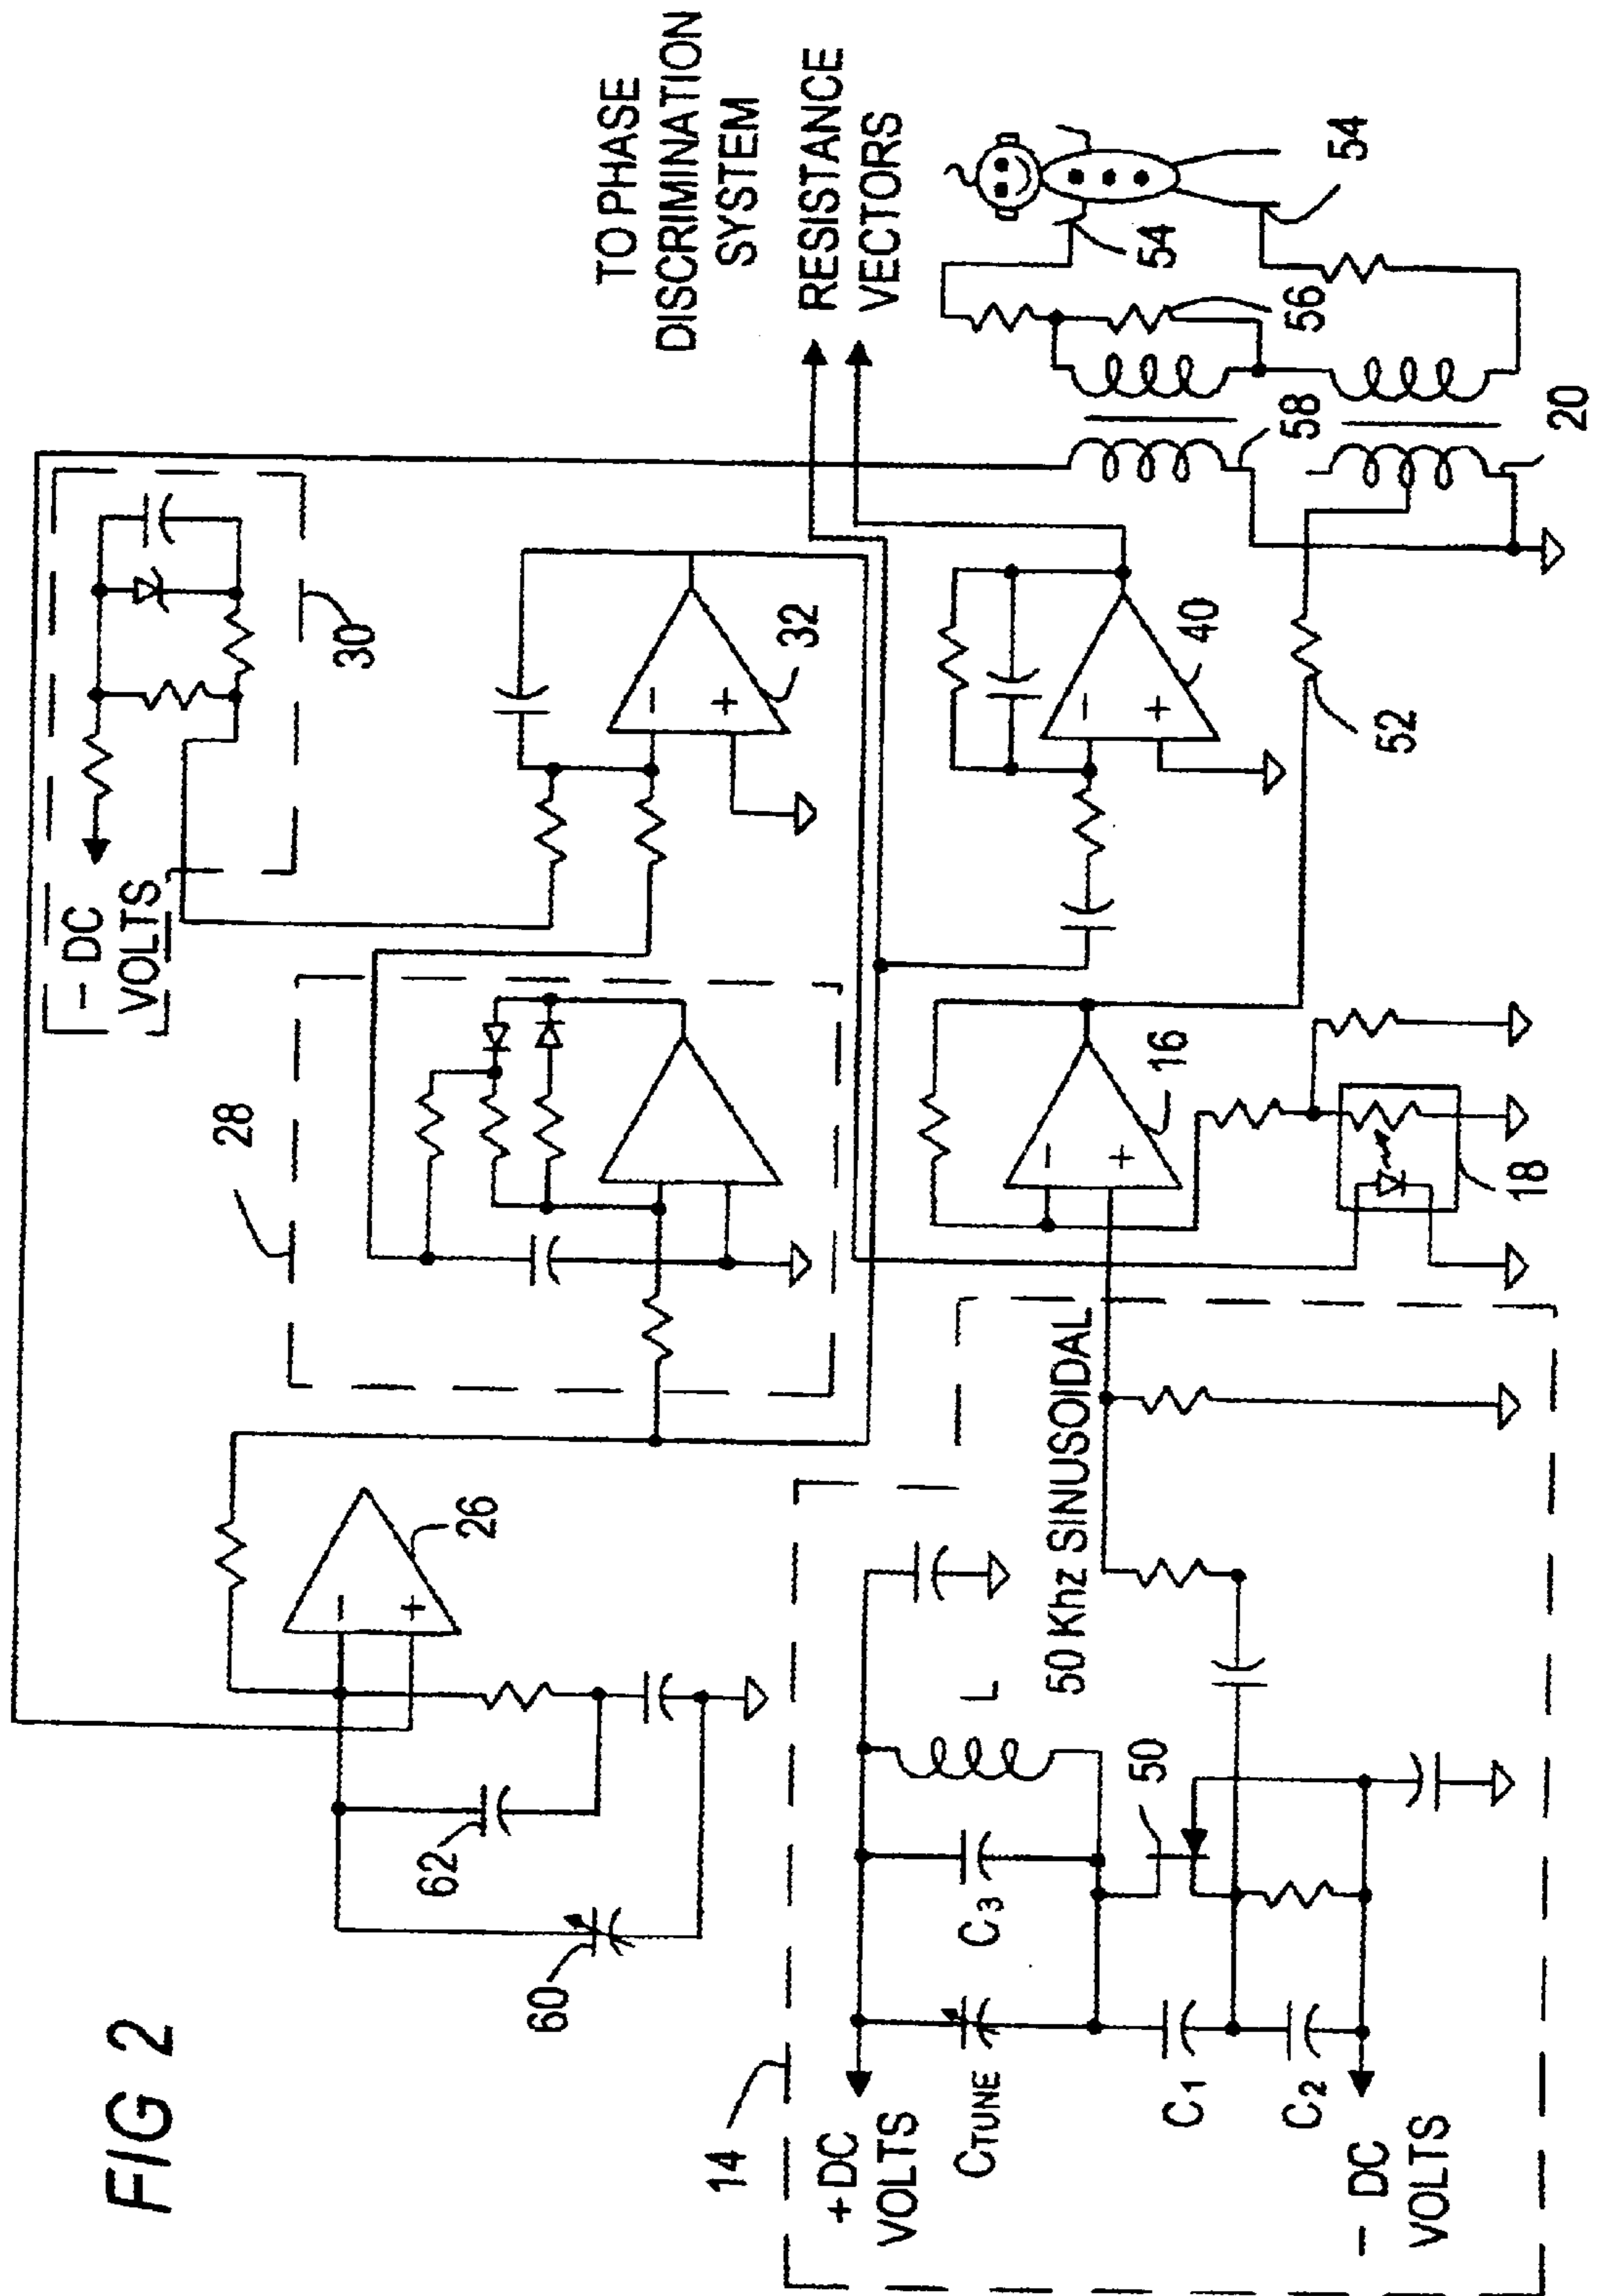 FIG 2
TO PHASE
DISCRIMINATION
SYSTEM
RESISTANCE
VECTORS
- DC
VOLTS
30
28
32
26
62
60
40
16
18
52
54
54
56
58
20
14
50 Khz SINUSOIDAL
L
50
C3
CTUNE
C1
C2
+ DC
VOLTS
- DC
VOLTS
−
+
−
+
−
+
−
+